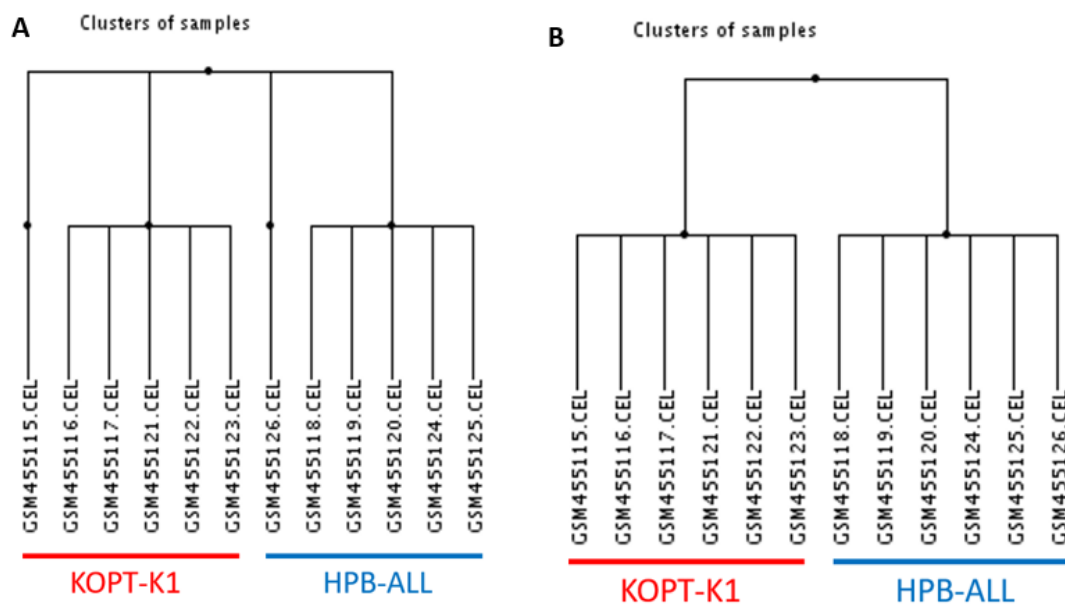 A
Clusters of samples
GSM455115.CEL
GSM455116.CEL
GSM455117.CEL
GSM455121.CEL
GSM455122.CEL
GSM455123.CEL
GSM455126.CEL
GSM455118.CEL
GSM455119.CEL
GSM455120.CEL
GSM455124.CEL
GSM455125.CEL
KOPT-K1
HPB-ALL
B
Clusters of samples
GSM455115.CEL
GSM455116.CEL
GSM455117.CEL
GSM455121.CEL
GSM455122.CEL
GSM455123.CEL
GSM455118.CEL
GSM455119.CEL
GSM455120.CEL
GSM455124.CEL
GSM455125.CEL
GSM455126.CEL
KOPT-K1
HPB-ALL